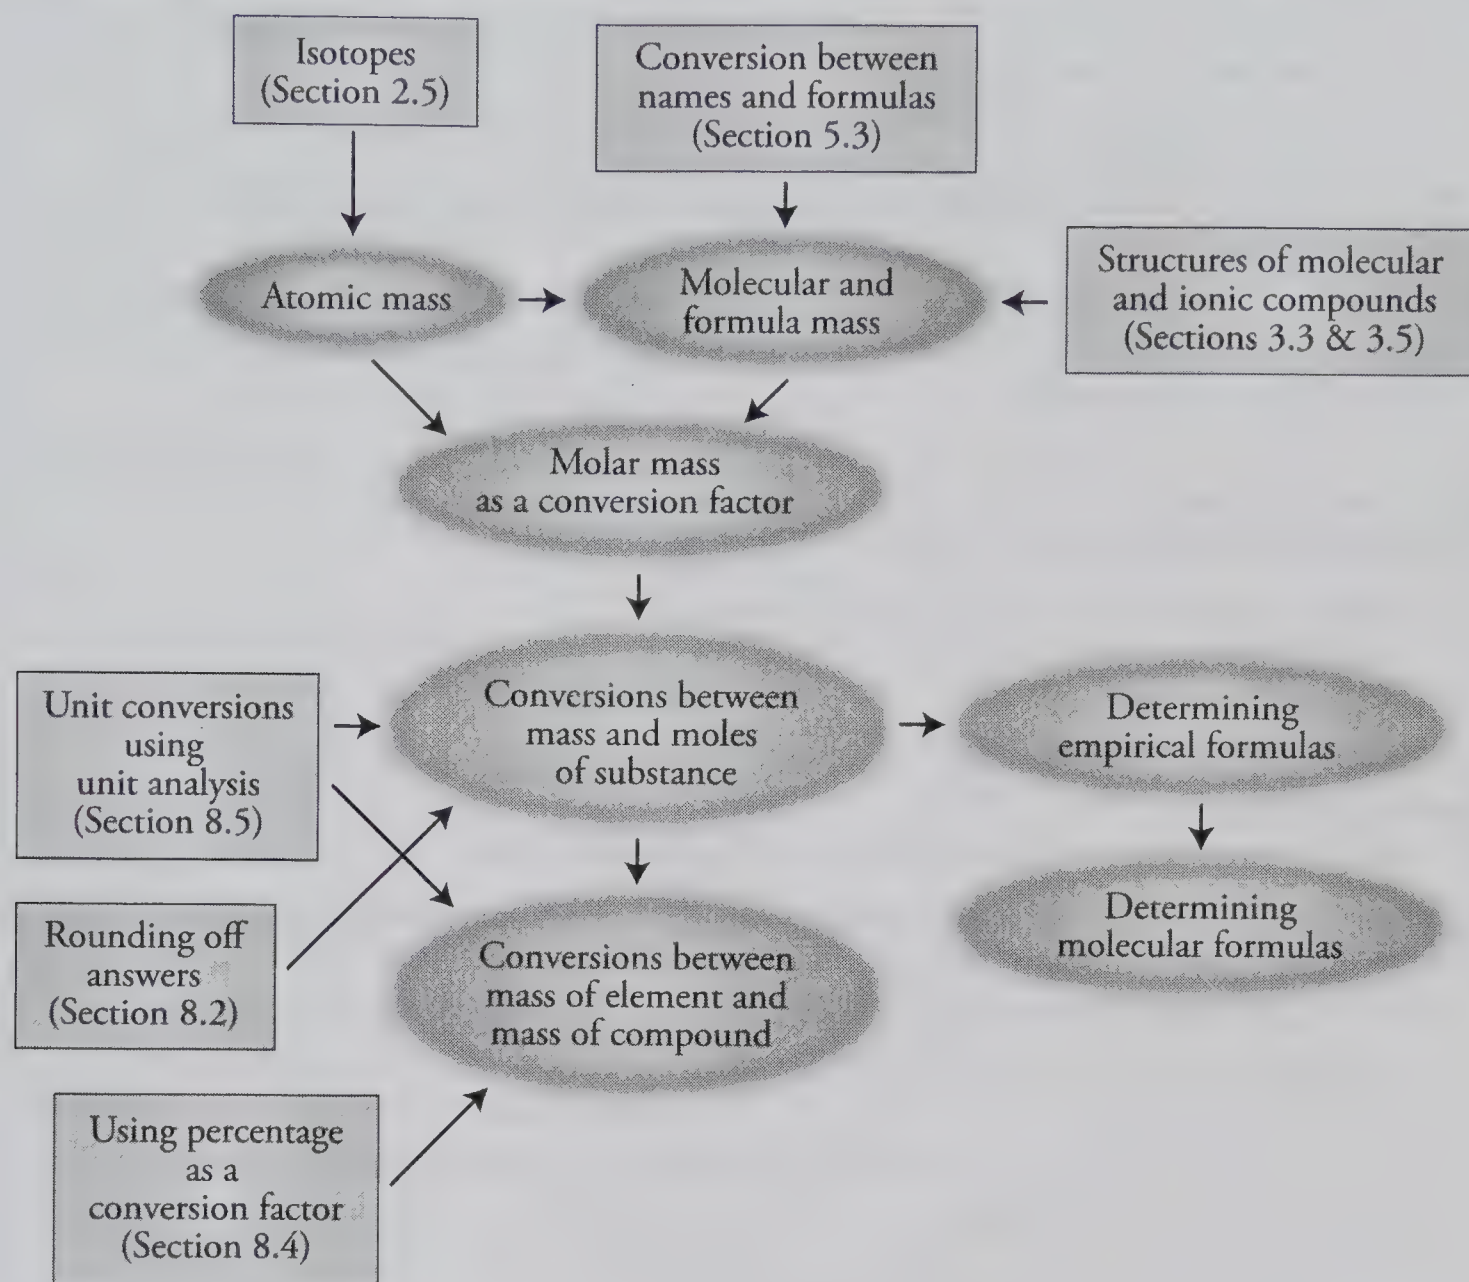 Isotopes
(Section 2.5)
Conversion between
names and formulas
(Section 5.3)
Atomic mass
Molecular and
formula mass
Structures of molecular
and ionic compounds
(Sections 3.3 & 3.5)
Molar mass
as a conversion factor
Unit conversions
using
unit analysis
(Section 8.5)
Conversions between
mass and moles
of substance
Determining
empirical formulas
Rounding off
answers
(Section 8.2)
Conversions between
mass of element and
mass of compound
Determining
molecular formulas
Using percentage
as a
conversion factor
(Section 8.4)